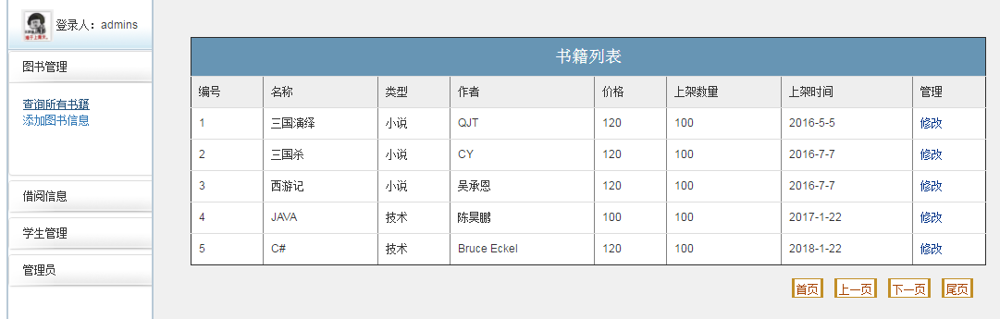 登录人：admins
图书管理
查询所有书籍
添加图书信息
借阅信息
学生管理
管理员
书籍列表
编号 名称 类型 作者 价格 上架数量 上架时间 管理
1 三国演绎 小说 QJT 120 100 2016-5-5 修改
2 三国杀 小说 CY 120 100 2016-7-7 修改
3 西游记 小说 吴承恩 120 100 2016-7-7 修改
4 JAVA 技术 陈昊鹏 100 100 2017-1-22 修改
5 C# 技术 Bruce Eckel 120 100 2018-1-22 修改
首页 上一页 下一页 尾页